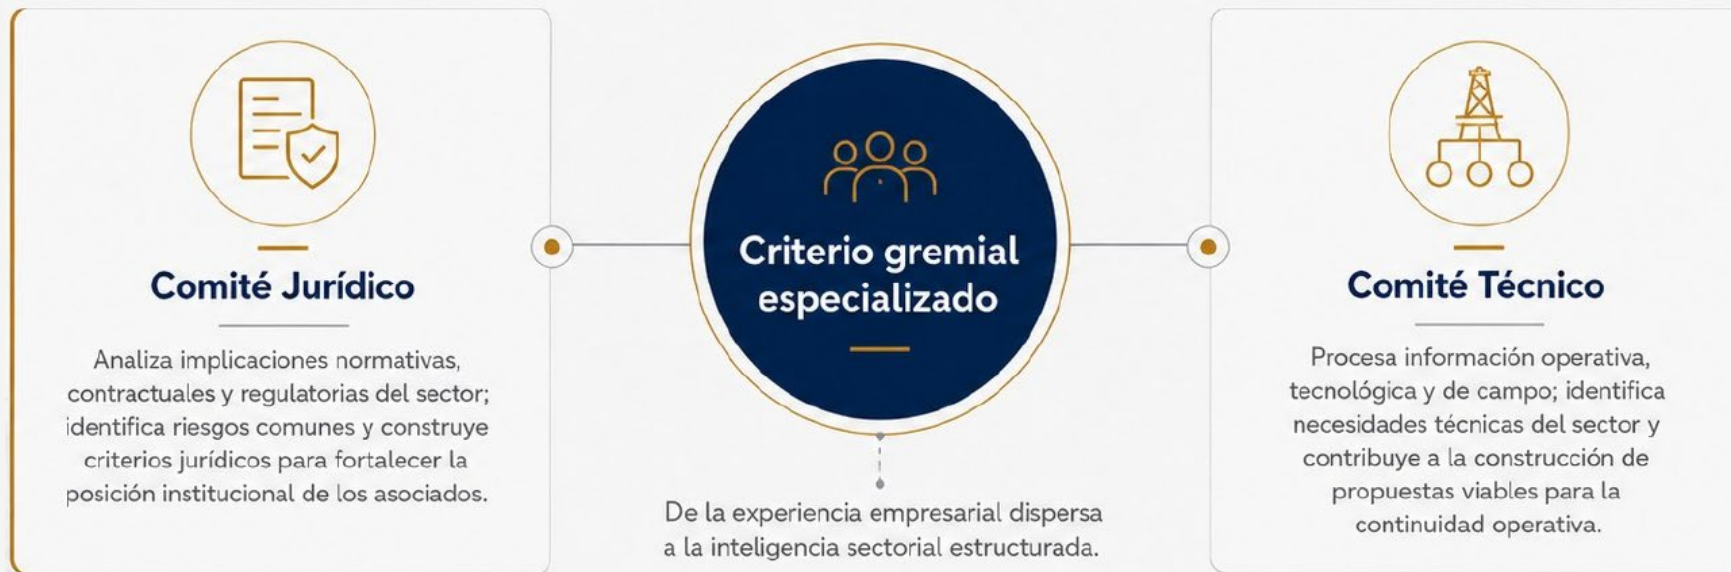 Comité Jurídico
Analiza implicaciones normativas,
contractuales y regulatorias del sector;
identifica riesgos comunes y construye
criterios jurídicos para fortalecer la
posición institucional de los asociados.
Criterio gremial
especializado
De la experiencia empresarial dispersa
a la inteligencia sectorial estructurada.
Comité Técnico
Procesa información operativa,
tecnológica y de campo; identifica
necesidades técnicas del sector y
contribuye a la construcción de
propuestas viables para la
continuidad operativa.